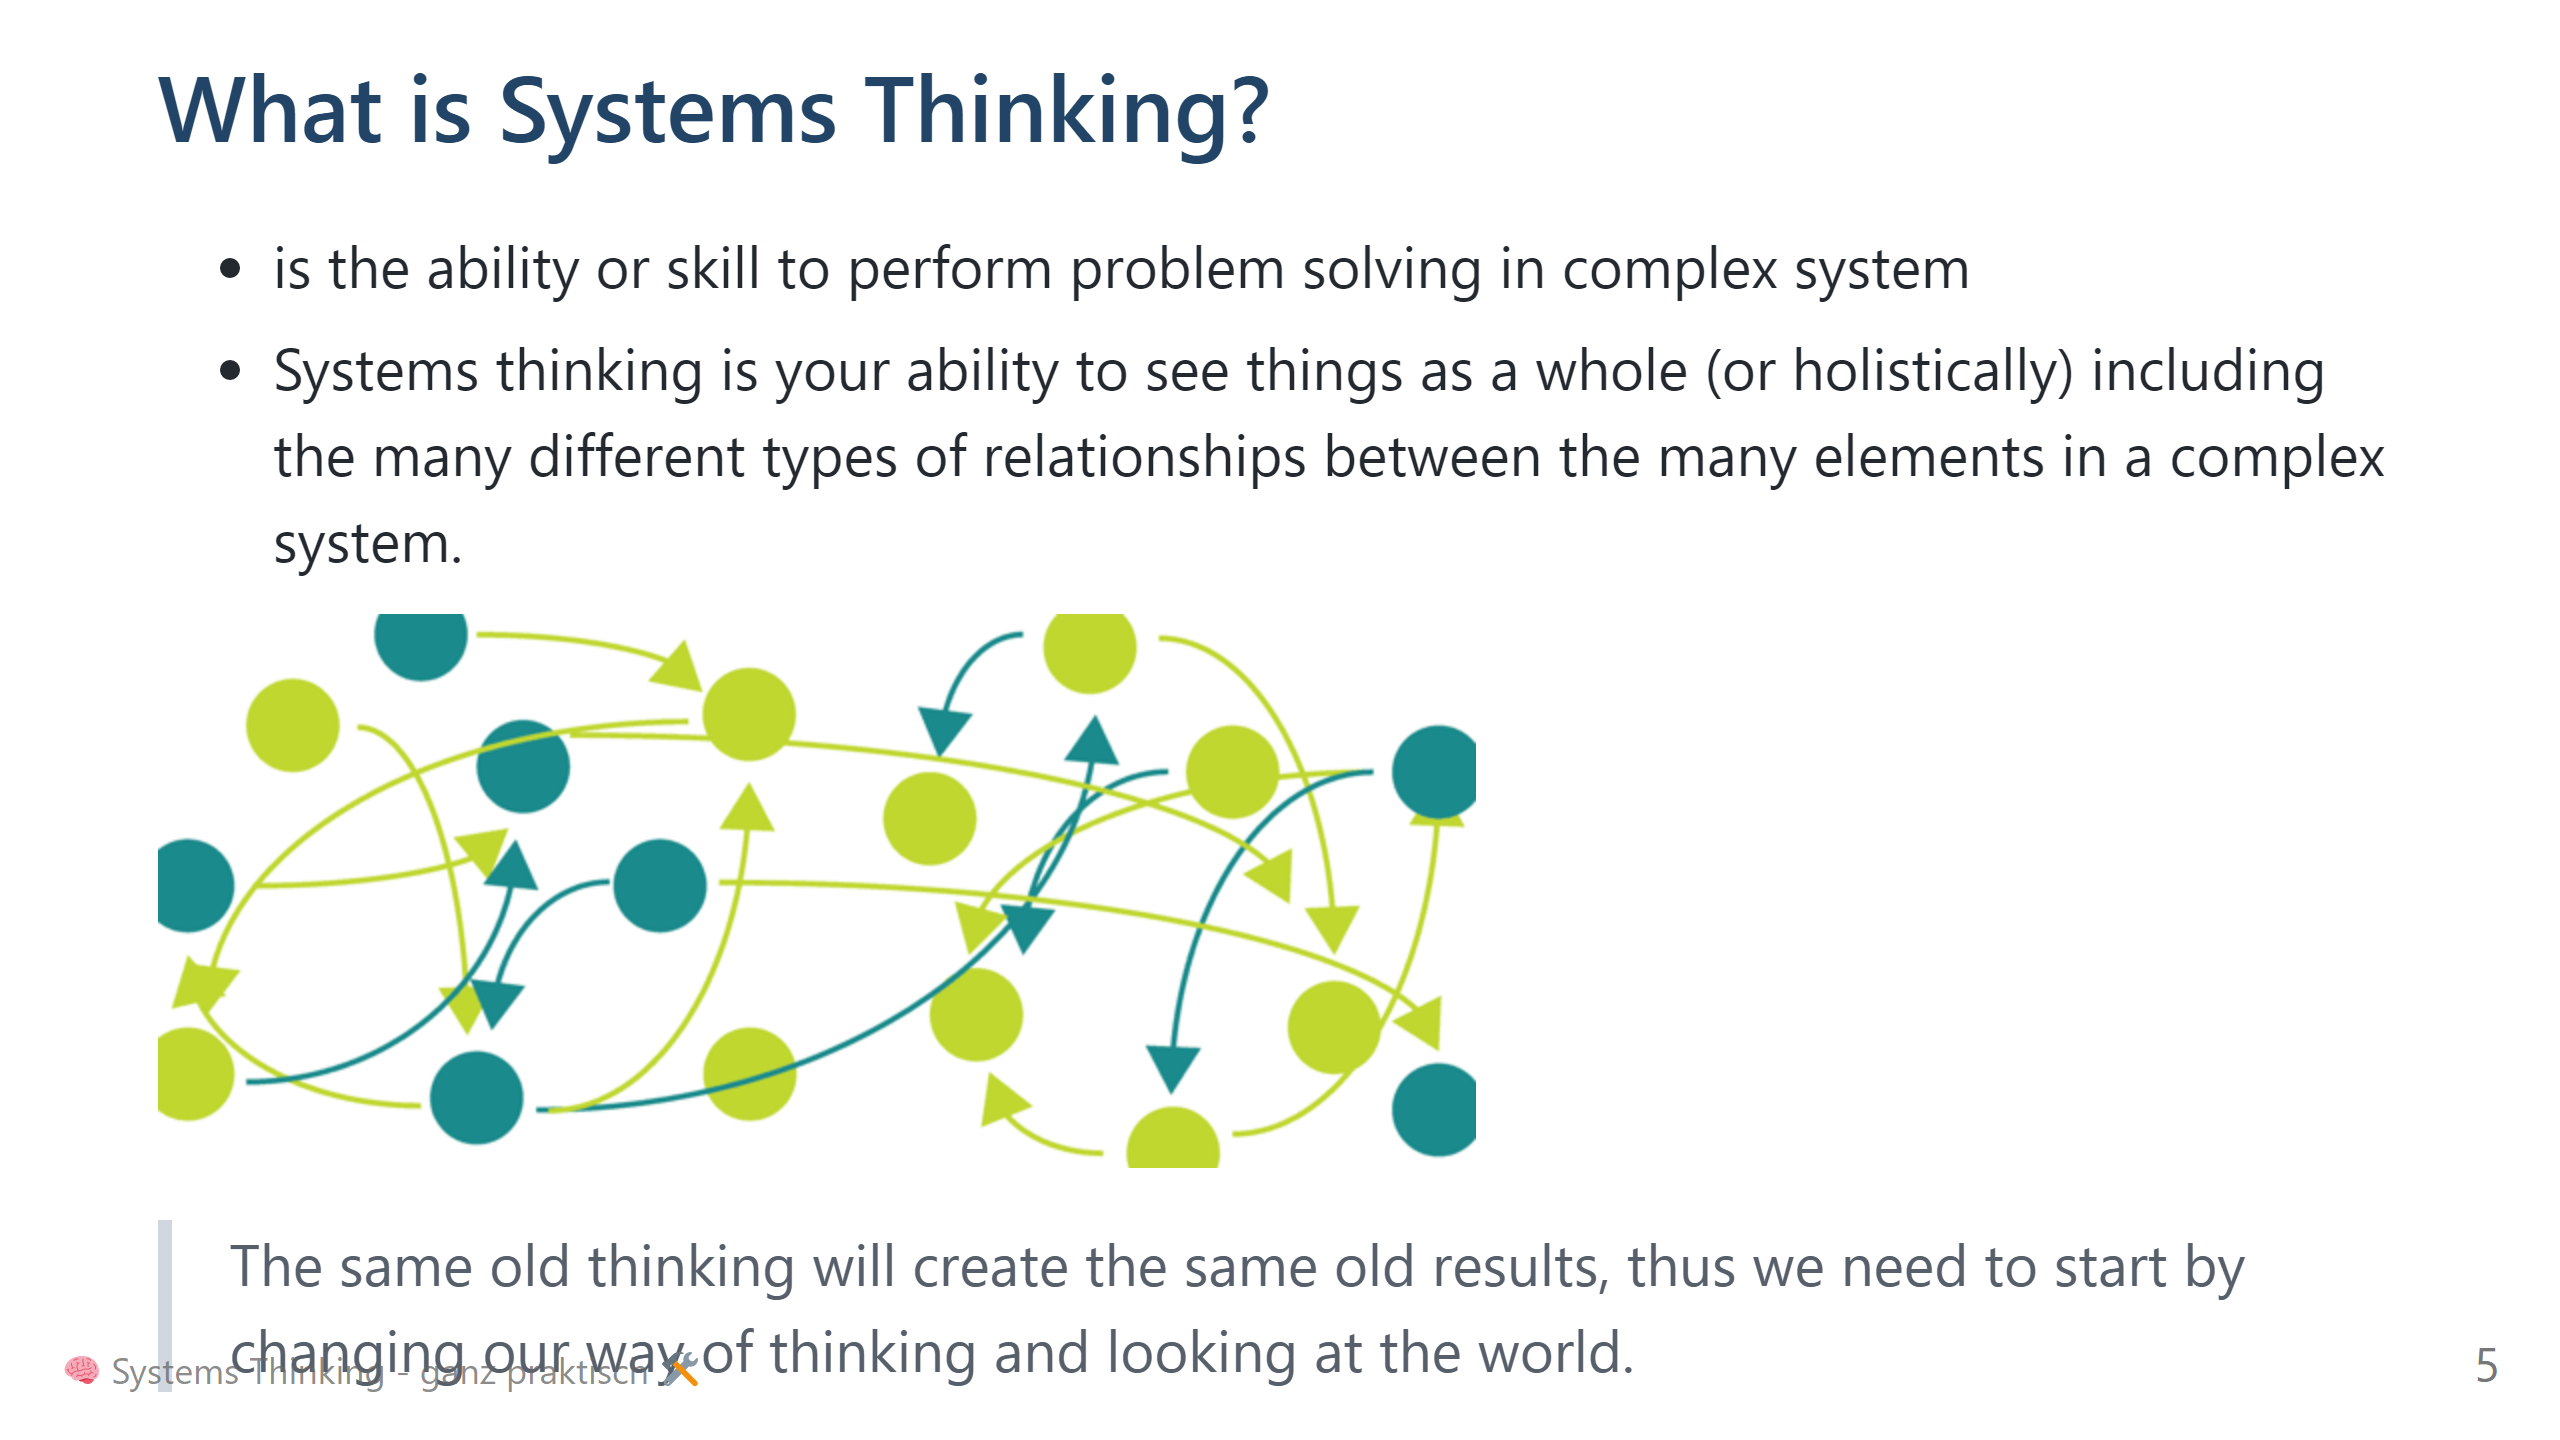 What is Systems Thinking?
• is the ability or skill to perform problem solving in complex system
• Systems thinking is your ability to see things as a whole (or holistically) including
the many different types of relationships between the many elements in a complex
system.
The same old thinking will create the same old results, thus we need to start by
changing our way of thinking and looking at the world.
🧠 Systems Thinking - ganz praktisch 🛠️
5